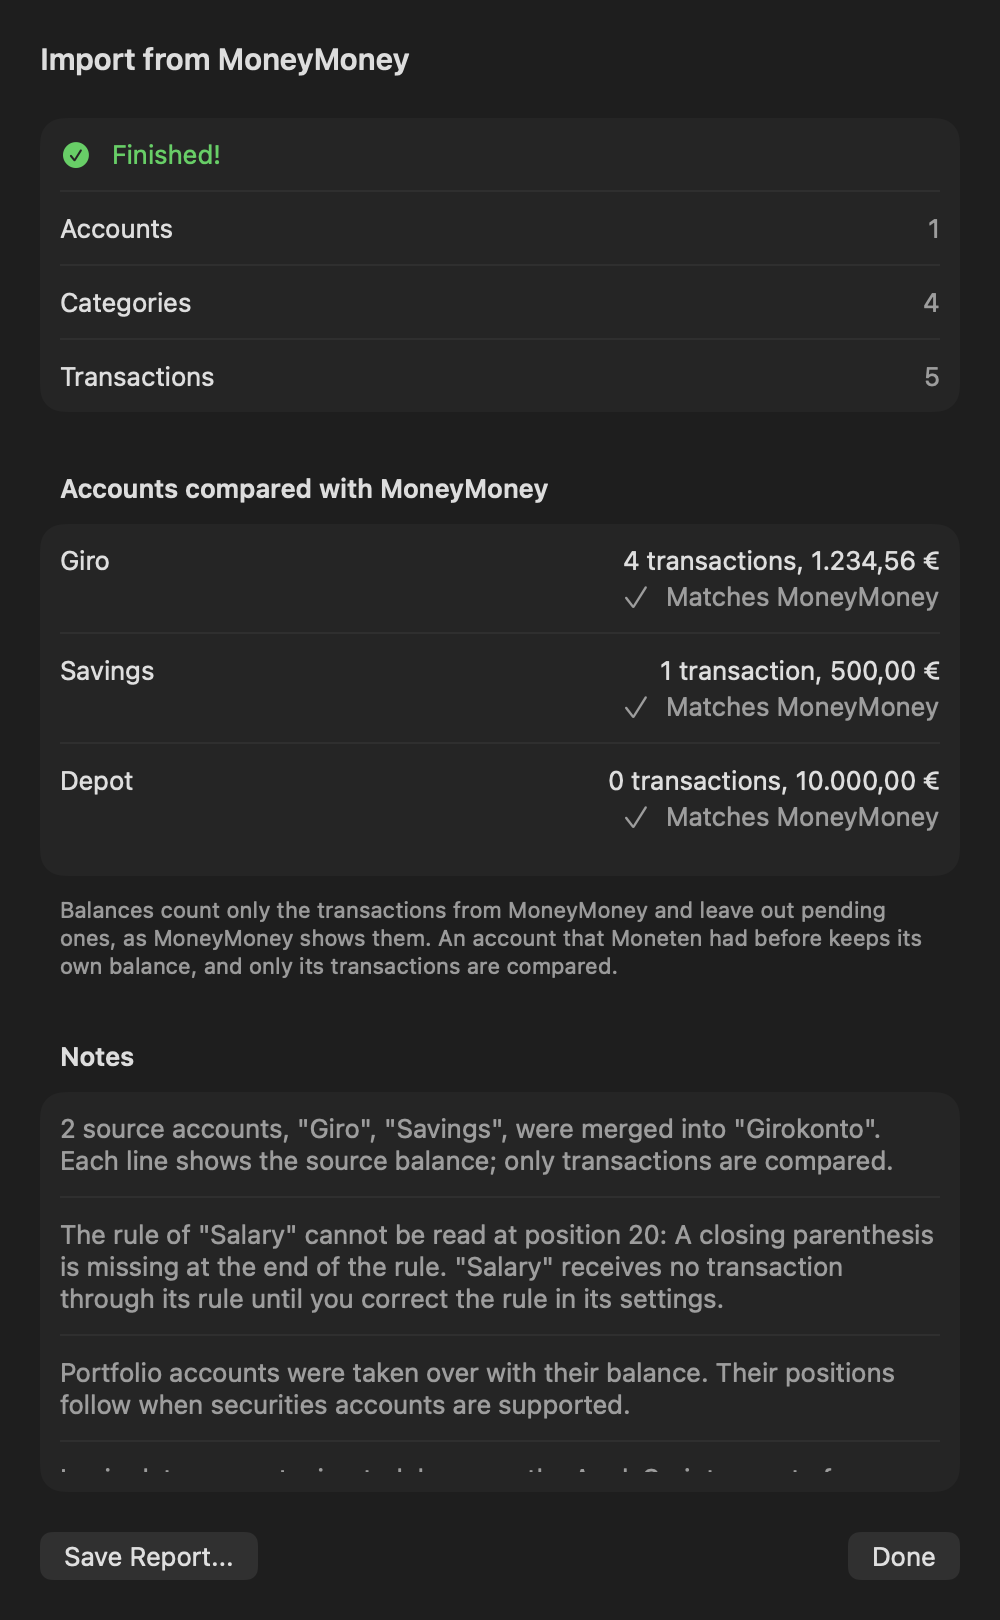 Import from MoneyMoney
Finished!
Accounts 1
Categories 4
Transactions 5
Accounts compared with MoneyMoney
Giro 4 transactions, 1.234,56 €
Matches MoneyMoney
Savings 1 transaction, 500,00 €
Matches MoneyMoney
Depot 0 transactions, 10.000,00 €
Matches MoneyMoney
Balances count only the transactions from MoneyMoney and leave out pending
ones, as MoneyMoney shows them. An account that Moneten had before keeps its
own balance, and only its transactions are compared.
Notes
2 source accounts, "Giro", "Savings", were merged into "Girokonto".
Each line shows the source balance; only transactions are compared.
The rule of "Salary" cannot be read at position 20: A closing parenthesis
is missing at the end of the rule. "Salary" receives no transaction
through its rule until you correct the rule in its settings.
Portfolio accounts were taken over with their balance. Their positions
follow when securities accounts are supported.
Save Report...
Done